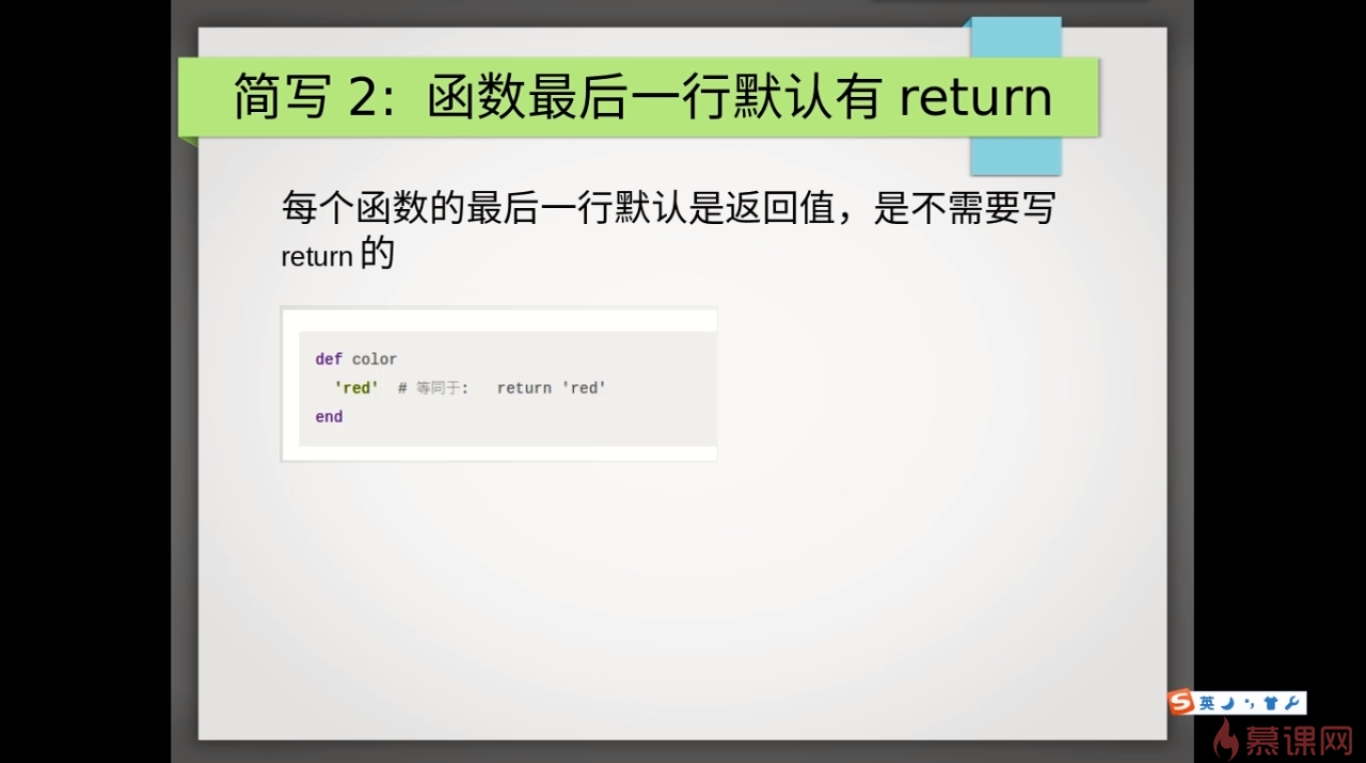 简写 2：函数最后一行默认有 return
每个函数的最后一行默认是返回值，是不需要写
return 的
def color
  'red'  # 等同于:   return 'red'
end
英
慕课网